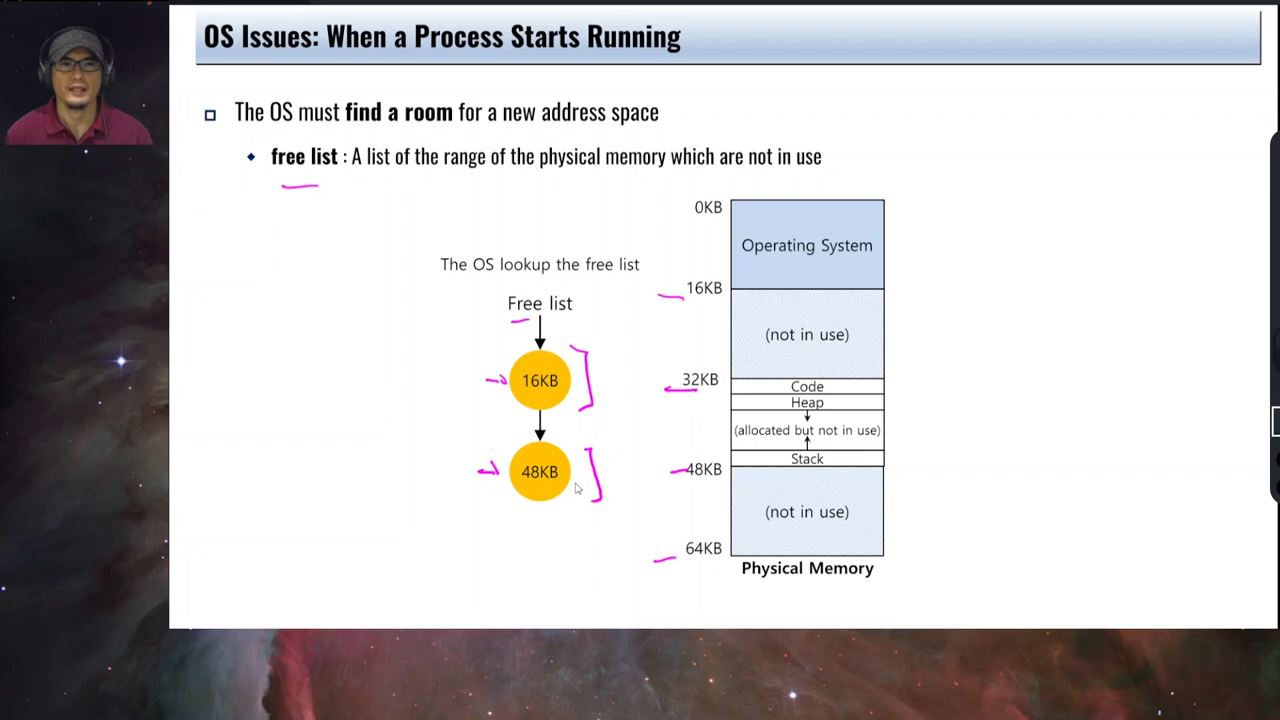 OS Issues: When a Process Starts Running
The OS must find a room for a new address space
free list : A list of the range of the physical memory which are not in use
The OS lookup the free list
Free list
16KB
48KB
0KB
Operating System
16KB
(not in use)
32KB
Code
Heap
(allocated but not in use)
Stack
48KB
(not in use)
64KB
Physical Memory